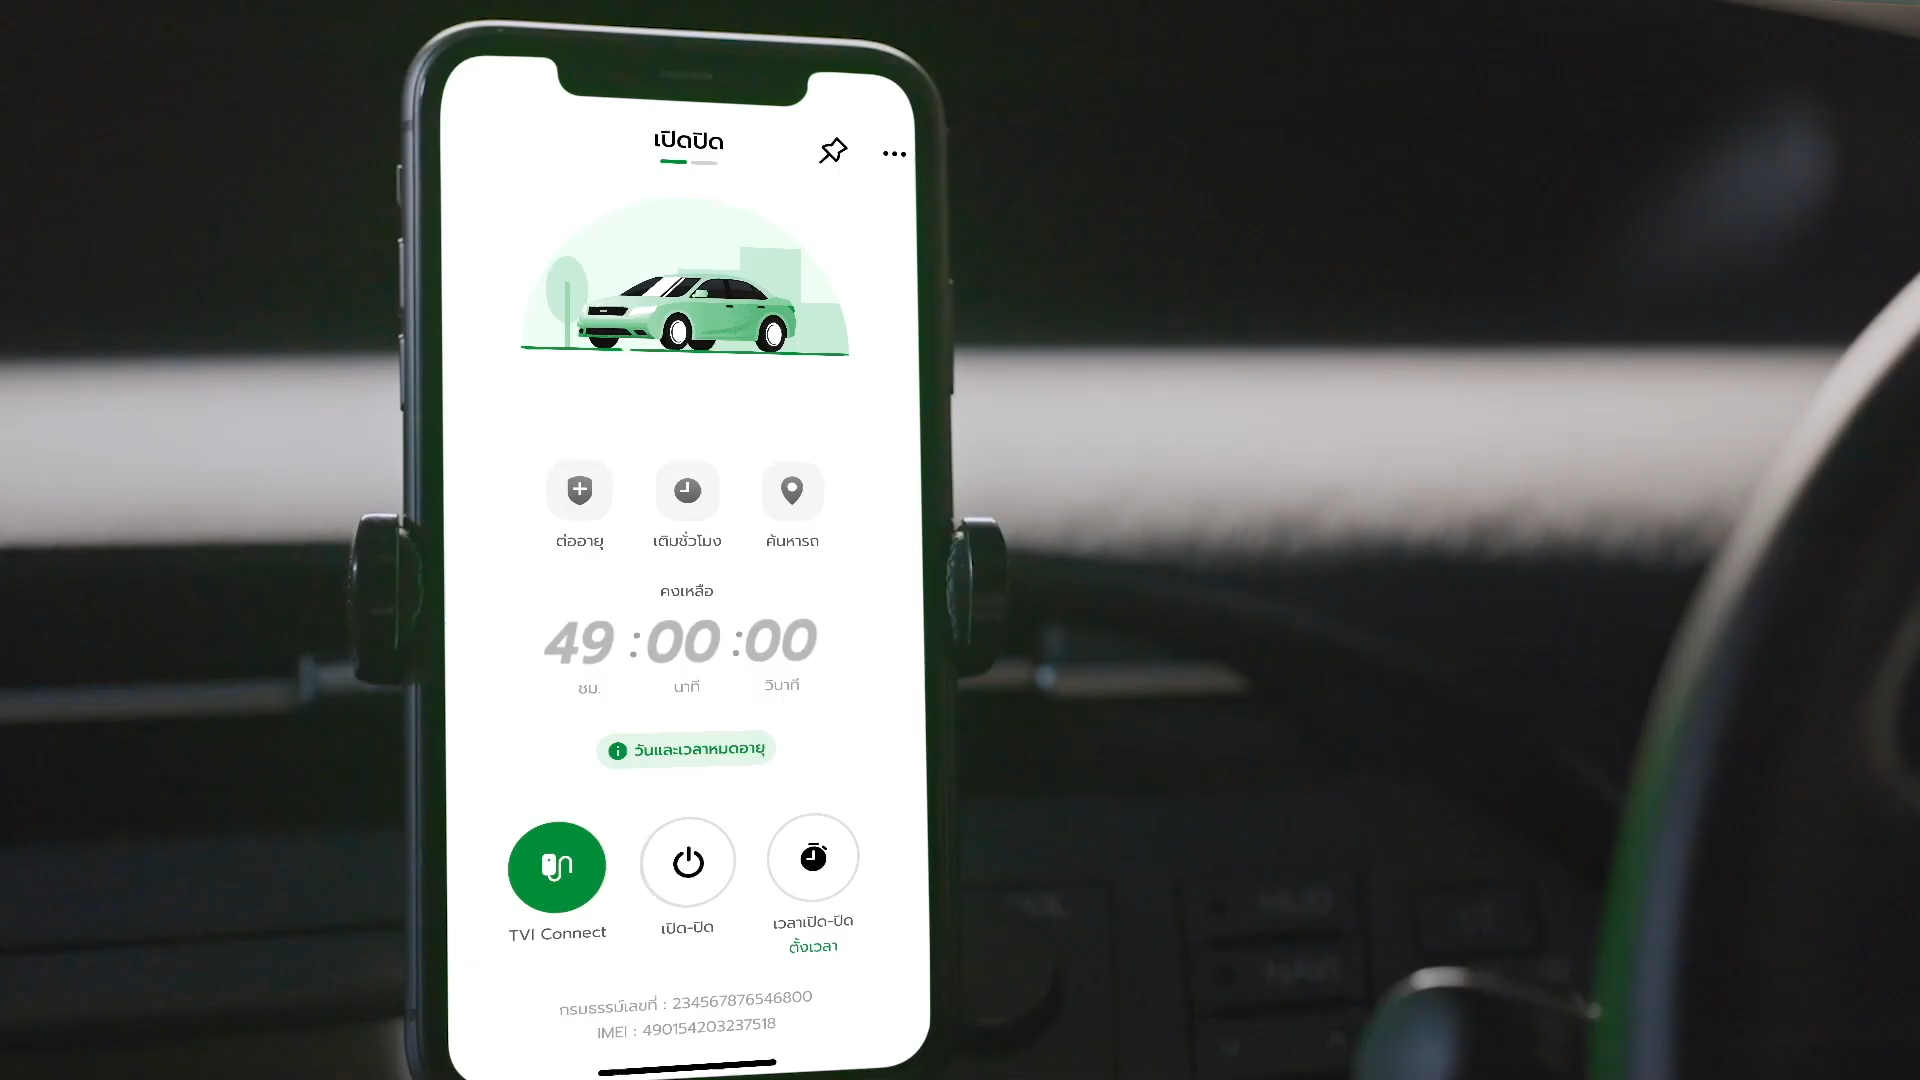 เปิดปิด
ต่ออายุ
เติมชั่วโมง
ค้นหารถ
คงเหลือ
49 : 00 : 00
ชม.
นาที
วินาที
วันและเวลาหมดอายุ
TVI Connect
เปิด-ปิด
เวลาเปิด-ปิด
ตั้งเวลา
กรมธรรม์เลขที่ : 234567876546800
IMEI : 490154203237518